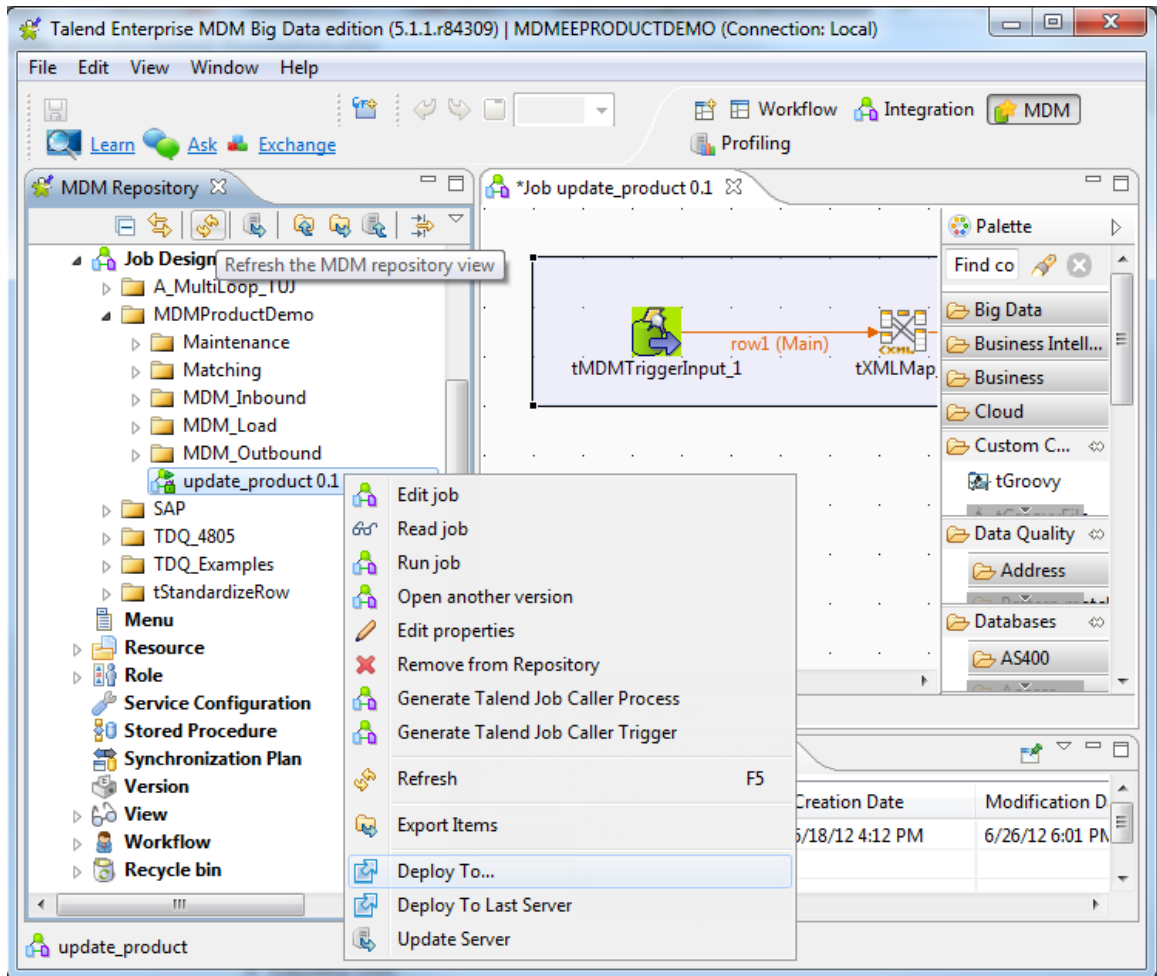 Talend Enterprise MDM Big Data edition (5.1.1.r84309) | MDMEEPRODUCTDEMO (Connection: Local)
File Edit View Window Help
Workflow Integration MDM
Learn Ask Exchange
Profiling
MDM Repository
*Job update_product 0.1
Palette
Job Design
Refresh the MDM repository view
Find co
A_MultiLoop_TUJ
MDMProductDemo
Big Data
Maintenance
row1 (Main)
Business Intell...
Matching
tMDMTriggerInput_1
tXMLMap_
Business
MDM_Inbound
Cloud
MDM_Load
Custom C...
MDM_Outbound
update_product 0.1
tGroovy
SAP
TDQ_4805
Data Quality
TDQ_Examples
Address
tStandardizeRow
Databases
AS400
Menu
Resource
Role
Service Configuration
Stored Procedure
Synchronization Plan
Version
View
Workflow
Recycle bin
Edit job
Read job
Run job
Open another version
Edit properties
Remove from Repository
Generate Talend Job Caller Process
Generate Talend Job Caller Trigger
Refresh F5
Export Items
Deploy To...
Deploy To Last Server
Update Server
Creation Date Modification D
5/18/12 4:12 PM 6/26/12 6:01 PM
update_product